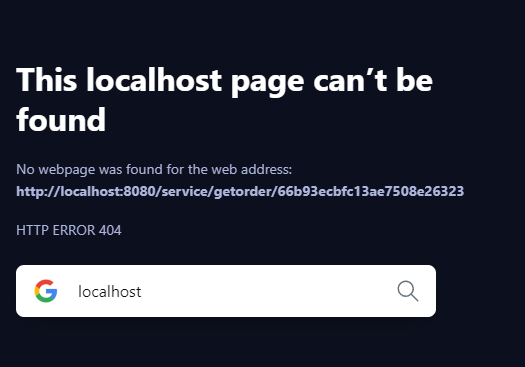 This localhost page can’t be
found
No webpage was found for the web address:
http://localhost:8080/service/getorder/66b93ecbfc13ae7508e26323
HTTP ERROR 404
localhost